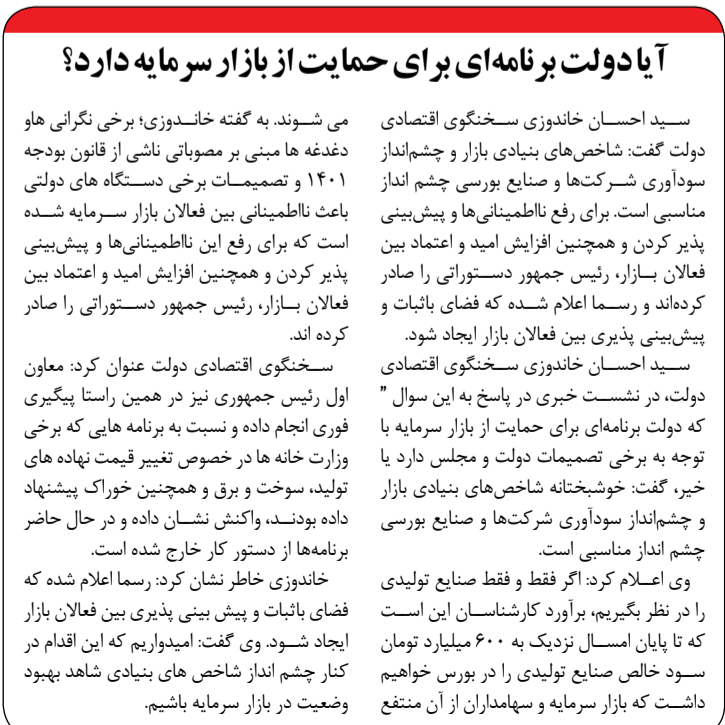 آیا دولت برنامه‌ای برای حمایت از بازار سرمایه دارد؟
سید احسان خاندوزی سخنگوی اقتصادی
دولت گفت: شاخص‌های بنیادی بازار و چشم‌انداز
سودآوری شرکت‌ها و صنایع بورسی چشم انداز
مناسبی است. برای رفع نااطمینانی‌ها و پیش‌بینی
پذیر کردن و همچنین افزایش امید و اعتماد بین
فعالان بازار، رئیس جمهور دستوراتی را صادر
کرده‌اند و رسما اعلام شده که فضای باثبات و
پیش‌بینی پذیری بین فعالان بازار ایجاد شود.
سید احسان خاندوزی سخنگوی اقتصادی
دولت، در نشست خبری در پاسخ به این سوال "
که دولت برنامه‌ای برای حمایت از بازار سرمایه با
توجه به برخی تصمیمات دولت و مجلس دارد یا
خیر، گفت: خوشبختانه شاخص‌های بنیادی بازار
و چشم‌انداز سودآوری شرکت‌ها و صنایع بورسی
چشم انداز مناسبی است.
وی اعلام کرد: اگر فقط و فقط صنایع تولیدی
را در نظر بگیریم، برآورد کارشناسان این است
که تا پایان امسال نزدیک به ۶۰۰ میلیارد تومان
سود خالص صنایع تولیدی را در بورس خواهیم
داشت که بازار سرمایه و سهامداران از آن منتفع
می شوند. به گفته خاندوزی؛ برخی نگرانی هاو
دغدغه ها مبنی بر مصوباتی ناشی از قانون بودجه
۱۴۰۱ و تصمیمات برخی دستگاه های دولتی
باعث نااطمینانی بین فعالان بازار سرمایه شده
است که برای رفع این نااطمینانی‌ها و پیش‌بینی
پذیر کردن و همچنین افزایش امید و اعتماد بین
فعالان بازار، رئیس جمهور دستوراتی را صادر
کرده اند.
سخنگوی اقتصادی دولت عنوان کرد: معاون
اول رئیس جمهوری نیز در همین راستا پیگیری
فوری انجام داده و نسبت به برنامه هایی که برخی
وزارت خانه ها در خصوص تغییر قیمت نهاده های
تولید، سوخت و برق و همچنین خوراک پیشنهاد
داده بودند، واکنش نشان داده و در حال حاضر
برنامه‌ها از دستور کار خارج شده است.
خاندوزی خاطر نشان کرد: رسما اعلام شده که
فضای باثبات و پیش بینی پذیری بین فعالان بازار
ایجاد شود. وی گفت: امیدواریم که این اقدام در
کنار چشم انداز شاخص های بنیادی شاهد بهبود
وضعیت در بازار سرمایه باشیم.